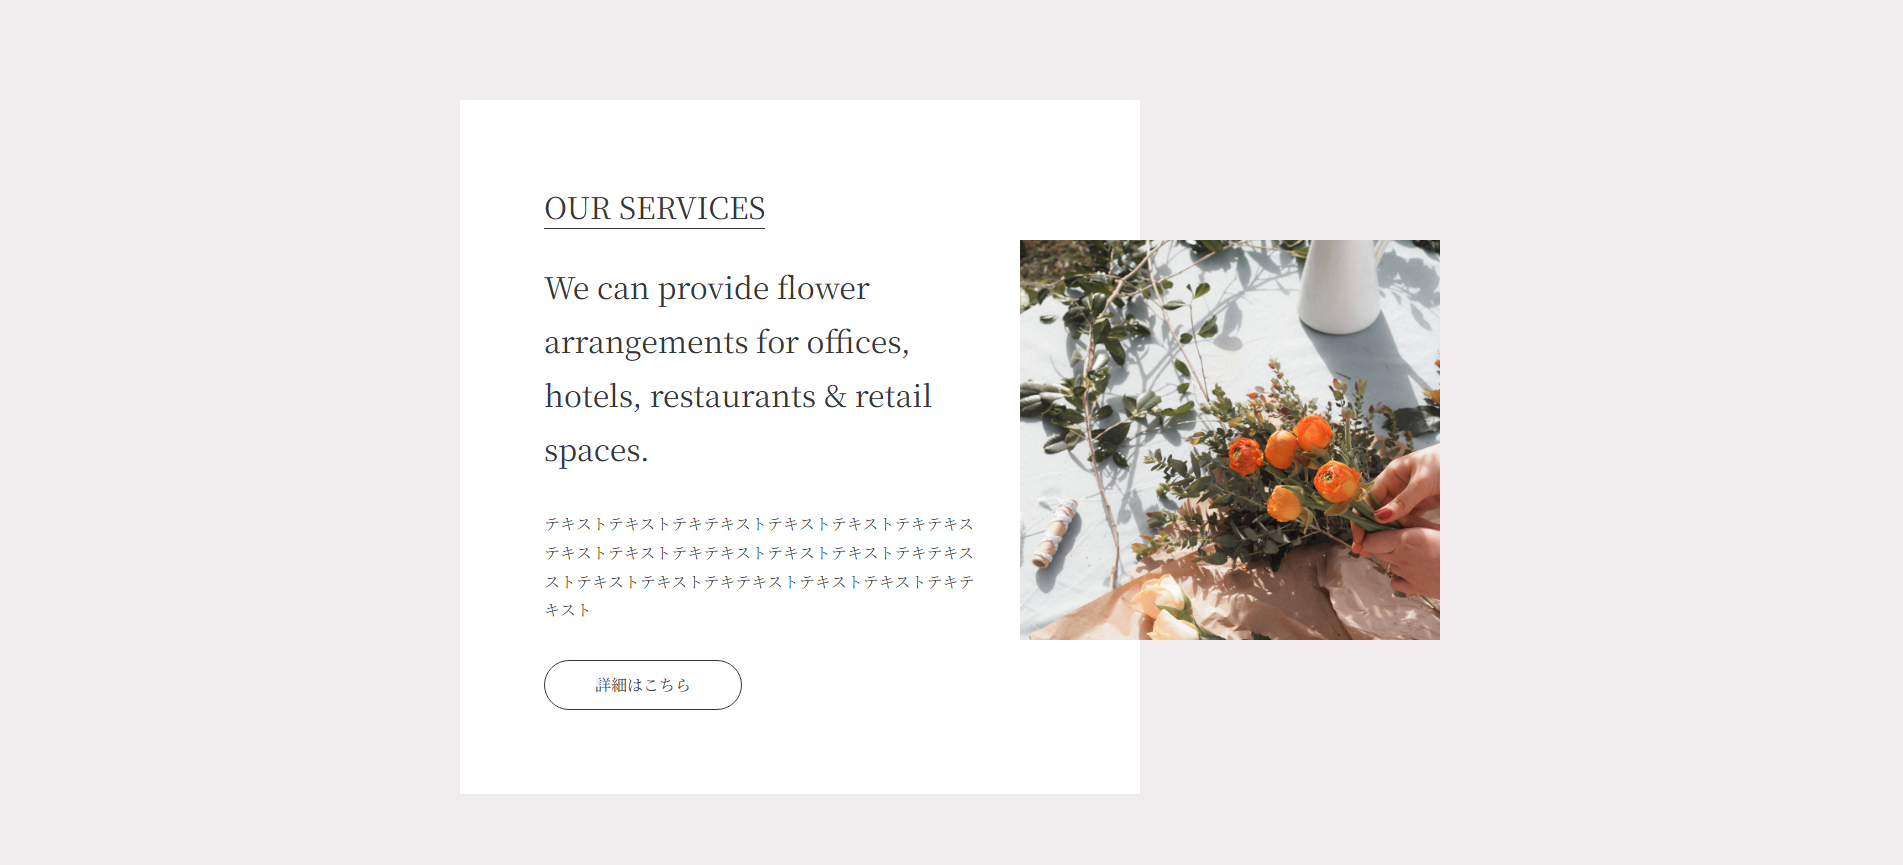 OUR SERVICES
We can provide flower
arrangements for offices,
hotels, restaurants & retail
spaces.
テキストテキストテキテキストテキストテキストテキテキス
テキストテキストテキテキストテキストテキストテキテキス
ストテキストテキストテキテキストテキストテキストテキテ
キスト
詳細はこちら